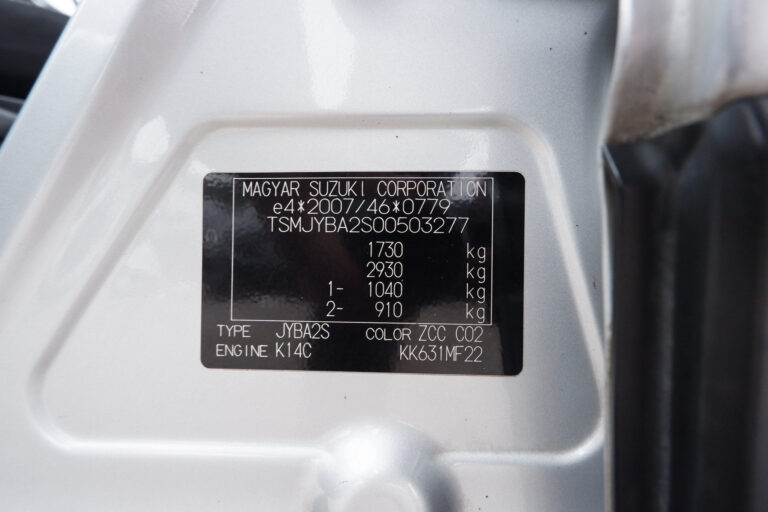 MAGYAR SUZUKI CORPORATION
e4*2007/46*0779
TSMJYBA2S00503277
1730 kg
2930 kg
1- 1040 kg
2- 910 kg
TYPE JYBA2S COLOR ZCC C02
ENGINE K14C KK631MF22